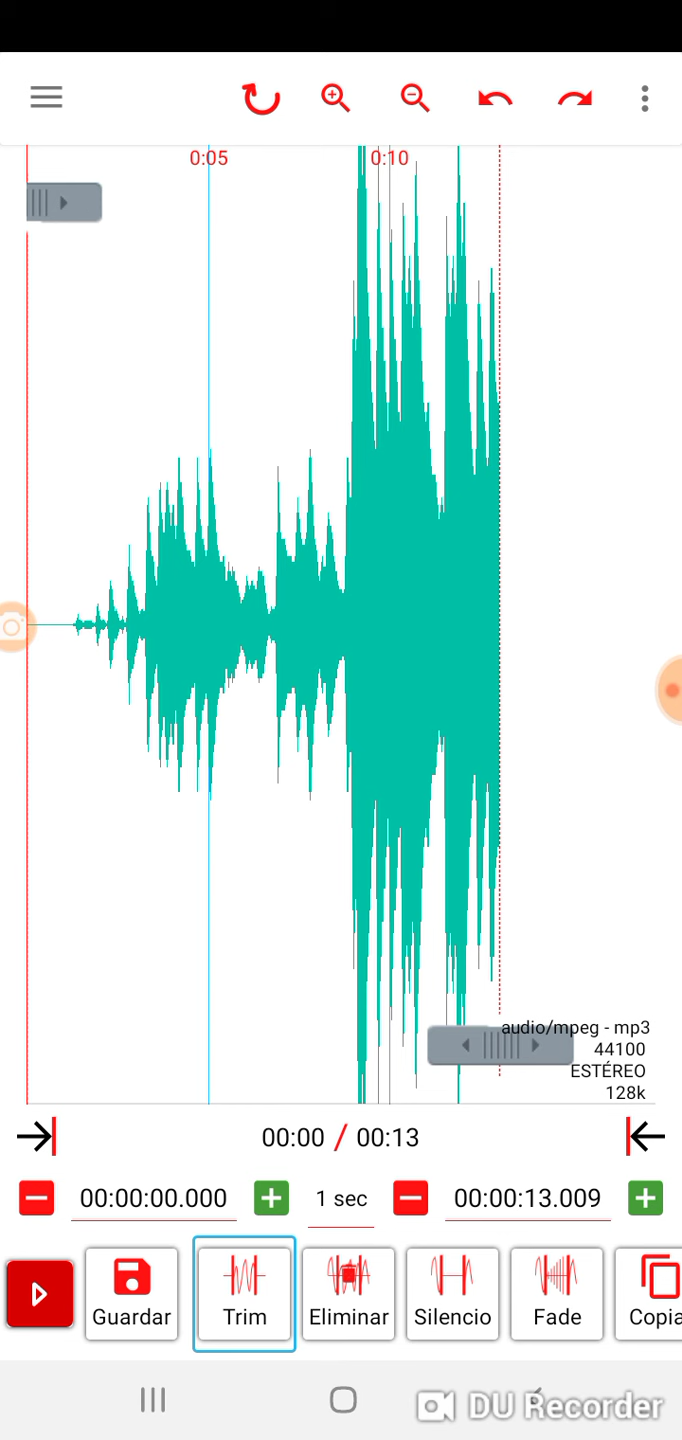 0:05 0:10
audio/mpeg - mp3
44100
ESTÉREO
128k
00:00 / 00:13
00:00:00.000 1 sec 00:00:13.009
Guardar Trim Eliminar Silencio Fade Copia
DU Recorder